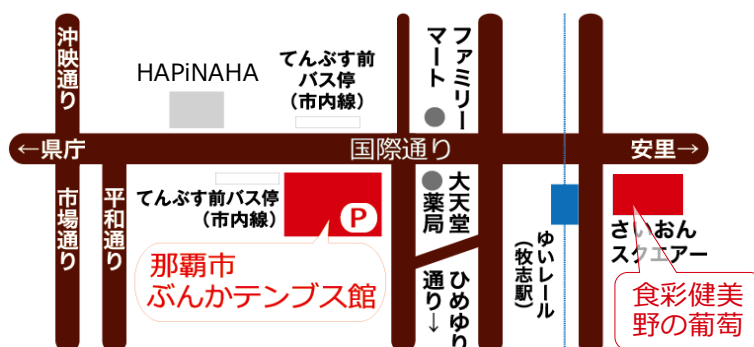 沖映通り
HAPiNAHA
てんぶす前
バス停
(市内線)
ファミリー
マート
←県庁
国際通り
安里→
市場通り
平和通り
てんぶす前バス停
(市内線)
P
大天堂
薬局
那覇市
ぶんかテンブス館
ひめゆり
通り↓
ゆいレール
(牧志駅)
さいおん
スクエアー
食彩健美
野の葡萄